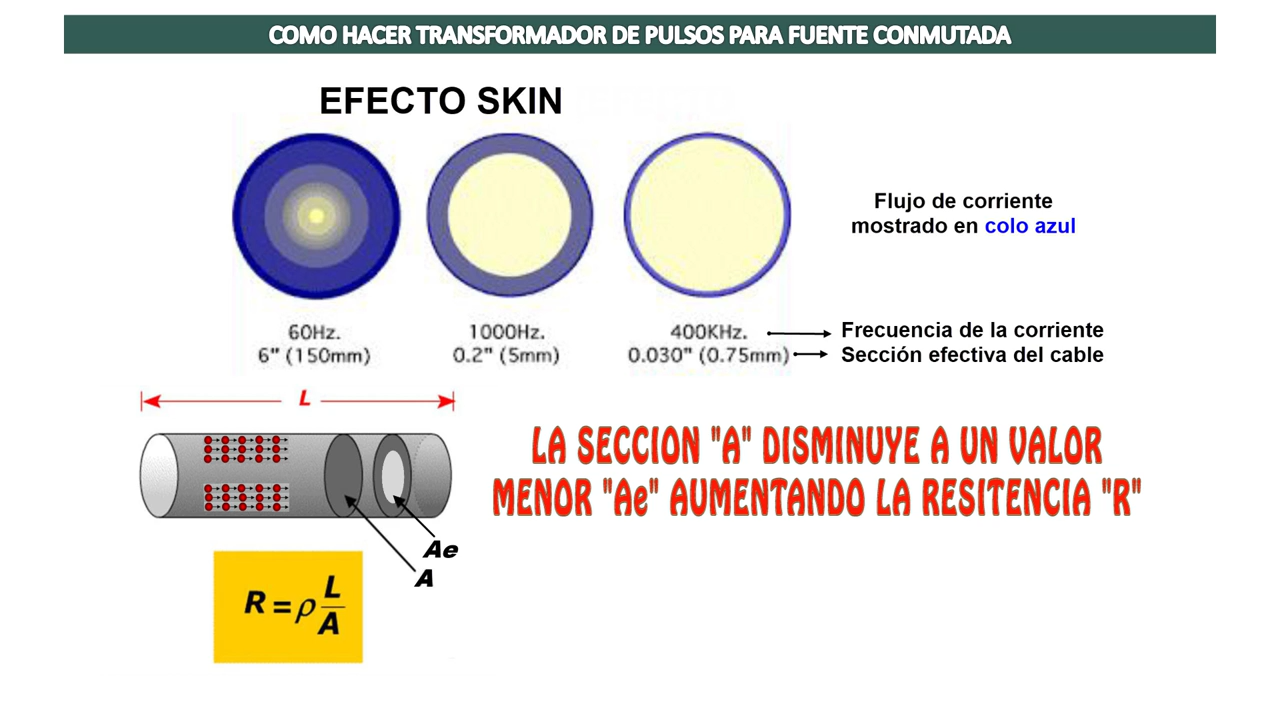 COMO HACER TRANSFORMADOR DE PULSOS PARA FUENTE CONMUTADA
EFECTO SKIN
Flujo de corriente
mostrado en colo azul
60Hz.
6" (150mm)
1000Hz.
0.2" (5mm)
400KHz.
0.030" (0.75mm)
Frecuencia de la corriente
Sección efectiva del cable
L
LA SECCION "A" DISMINUYE A UN VALOR
MENOR "Ae" AUMENTANDO LA RESITENCIA "R"
Ae
A
R = ρ L/A